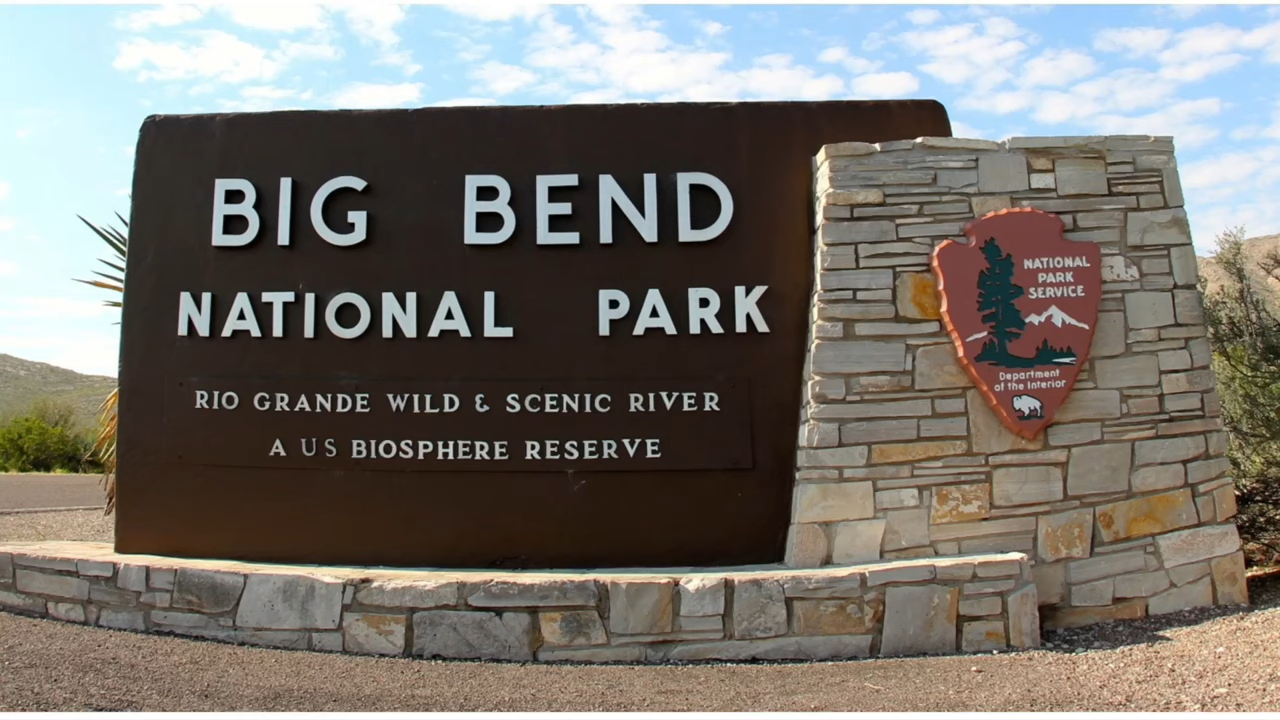 BIG BEND
NATIONAL PARK
RIO GRANDE WILD & SCENIC RIVER
A US BIOSPHERE RESERVE
NATIONAL
PARK
SERVICE
Department
of the Interior